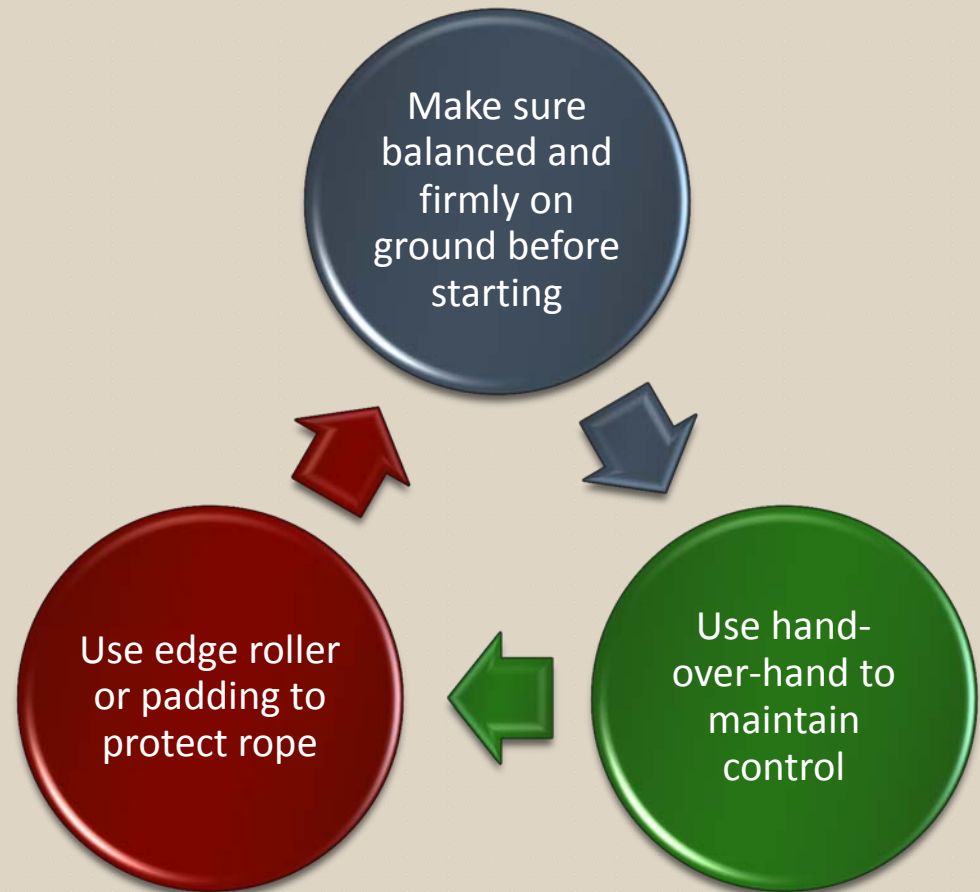 Make sure
balanced and
firmly on
ground before
starting
Use hand-
over-hand to
maintain
control
Use edge roller
or padding to
protect rope